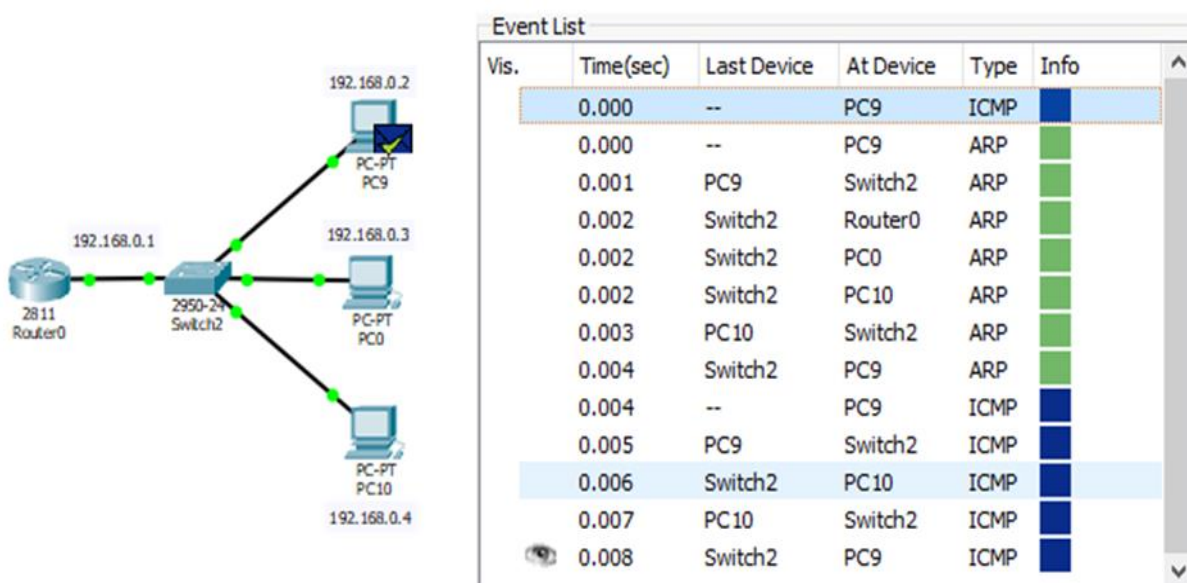 192.168.0.2
PC-PT
PC9
192.168.0.1
2811
Router0
2950-24
Switch2
192.168.0.3
PC-PT
PC0
PC-PT
PC10
192.168.0.4
Event List
Vis. Time(sec) Last Device At Device Type Info
0.000 -- PC9 ICMP
0.000 -- PC9 ARP
0.001 PC9 Switch2 ARP
0.002 Switch2 Router0 ARP
0.002 Switch2 PC0 ARP
0.002 Switch2 PC10 ARP
0.003 PC10 Switch2 ARP
0.004 Switch2 PC9 ARP
0.004 -- PC9 ICMP
0.005 PC9 Switch2 ICMP
0.006 Switch2 PC10 ICMP
0.007 PC10 Switch2 ICMP
0.008 Switch2 PC9 ICMP